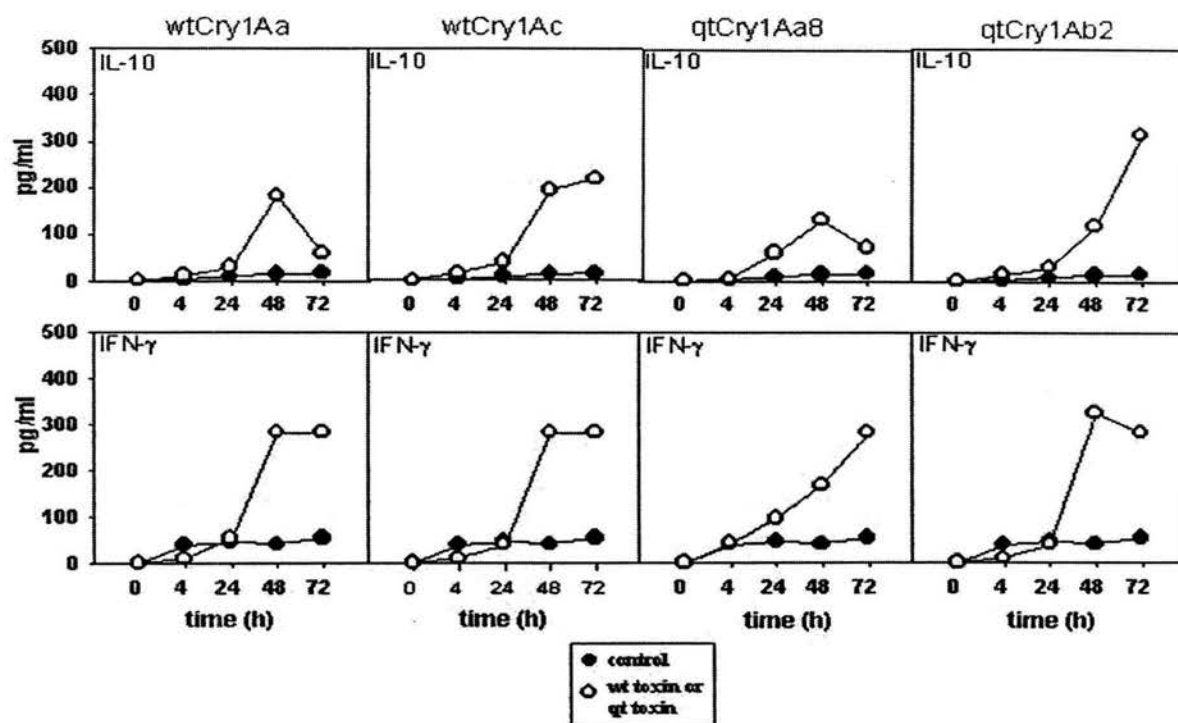 wtCry1Aa wtCry1Ac qtCry1Aa8 qtCry1Ab2
500 IL-10 IL-10 IL-10 IL-10
400
300
pg/ml
200
100
0
0 4 24 48 72 0 4 24 48 72 0 4 24 48 72 0 4 24 48 72
500 IFN-γ IFN-γ IFN-γ IFN-γ
400
300
pg/ml
200
100
0
0 4 24 48 72 0 4 24 48 72 0 4 24 48 72 0 4 24 48 72
time (h) time (h) time (h) time (h)
control
wt toxin or
qt toxin